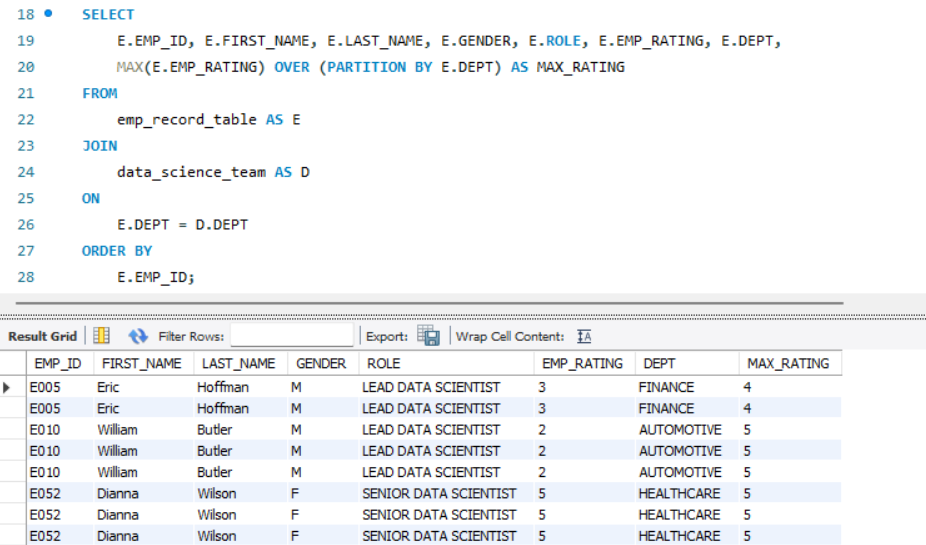 18 SELECT
19 E.EMP_ID, E.FIRST_NAME, E.LAST_NAME, E.GENDER, E.ROLE, E.EMP_RATING, E.DEPT,
20 MAX(E.EMP_RATING) OVER (PARTITION BY E.DEPT) AS MAX_RATING
21 FROM
22 emp_record_table AS E
23 JOIN
24 data_science_team AS D
25 ON
26 E.DEPT = D.DEPT
27 ORDER BY
28 E.EMP_ID;
Result Grid Filter Rows: Export: Wrap Cell Content: IA
EMP_ID FIRST_NAME LAST_NAME GENDER ROLE EMP_RATING DEPT MAX_RATING
E005 Eric Hoffman M LEAD DATA SCIENTIST 3 FINANCE 4
E005 Eric Hoffman M LEAD DATA SCIENTIST 3 FINANCE 4
E010 William Butler M LEAD DATA SCIENTIST 2 AUTOMOTIVE 5
E010 William Butler M LEAD DATA SCIENTIST 2 AUTOMOTIVE 5
E010 William Butler M LEAD DATA SCIENTIST 2 AUTOMOTIVE 5
E052 Dianna Wilson F SENIOR DATA SCIENTIST 5 HEALTHCARE 5
E052 Dianna Wilson F SENIOR DATA SCIENTIST 5 HEALTHCARE 5
E052 Dianna Wilson F SENIOR DATA SCIENTIST 5 HEALTHCARE 5